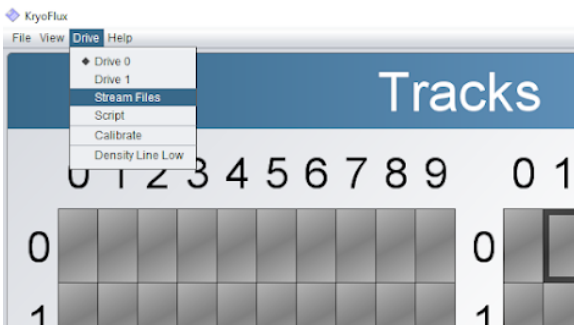 KryoFlux
File View Drive Help
Drive 0
Drive 1
Stream Files
Script
Calibrate
Density Line Low
Tracks
0 1 2 3 4 5 6 7 8 9 0 1
0 0
1 1